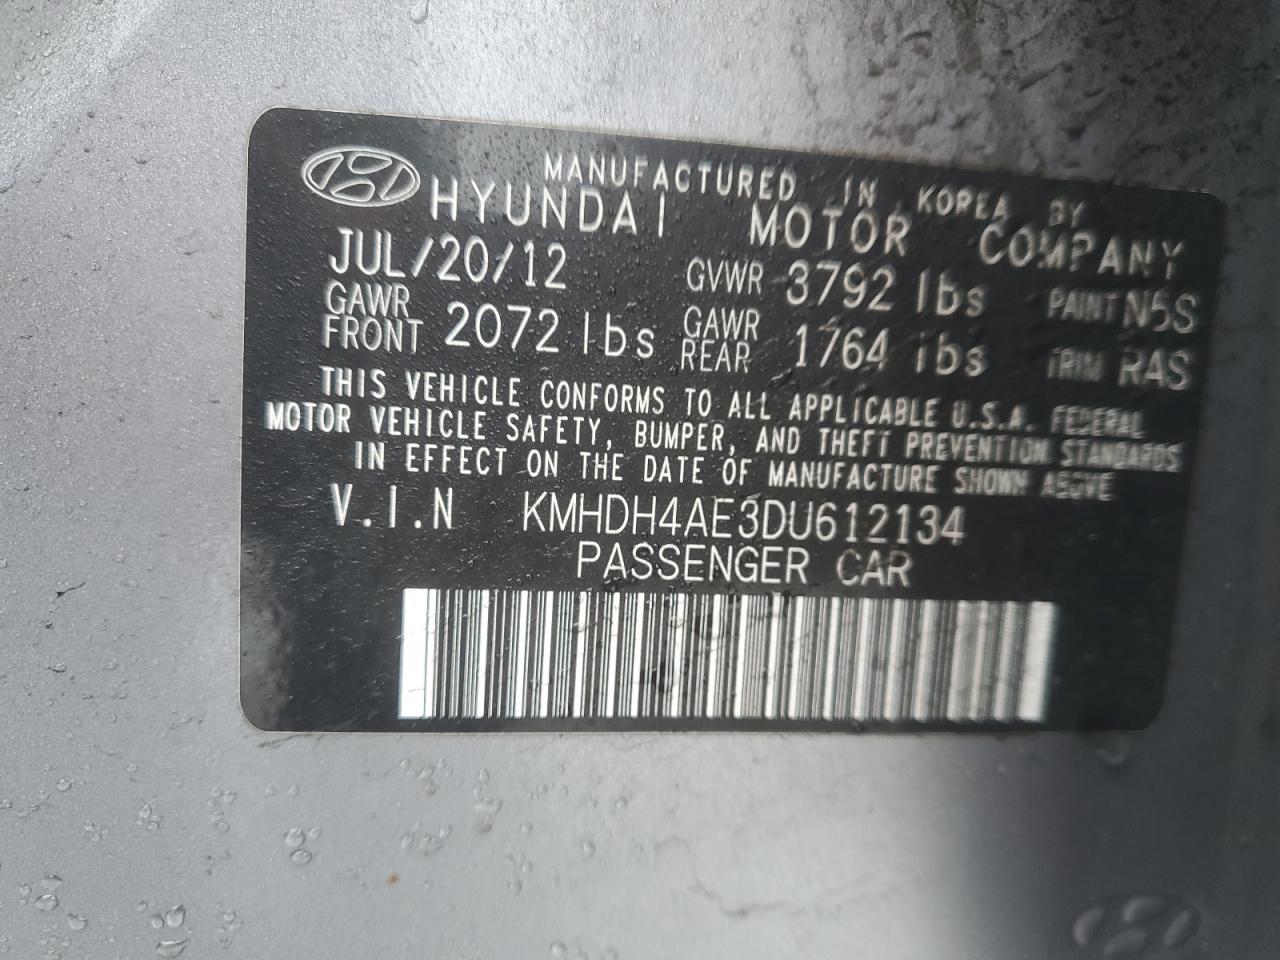 MANUFACTURED IN KOREA BY
HYUNDAI MOTOR COMPANY
JUL/20/12 GVWR 3792 lbs PAINT N5S
GAWR FRONT 2072 lbs GAWR REAR 1764 lbs TRIM RAS
THIS VEHICLE CONFORMS TO ALL APPLICABLE U.S.A. FEDERAL
MOTOR VEHICLE SAFETY, BUMPER, AND THEFT PREVENTION STANDARDS
IN EFFECT ON THE DATE OF MANUFACTURE SHOWN ABOVE
V.I.N KMHDH4AE3DU612134
PASSENGER CAR